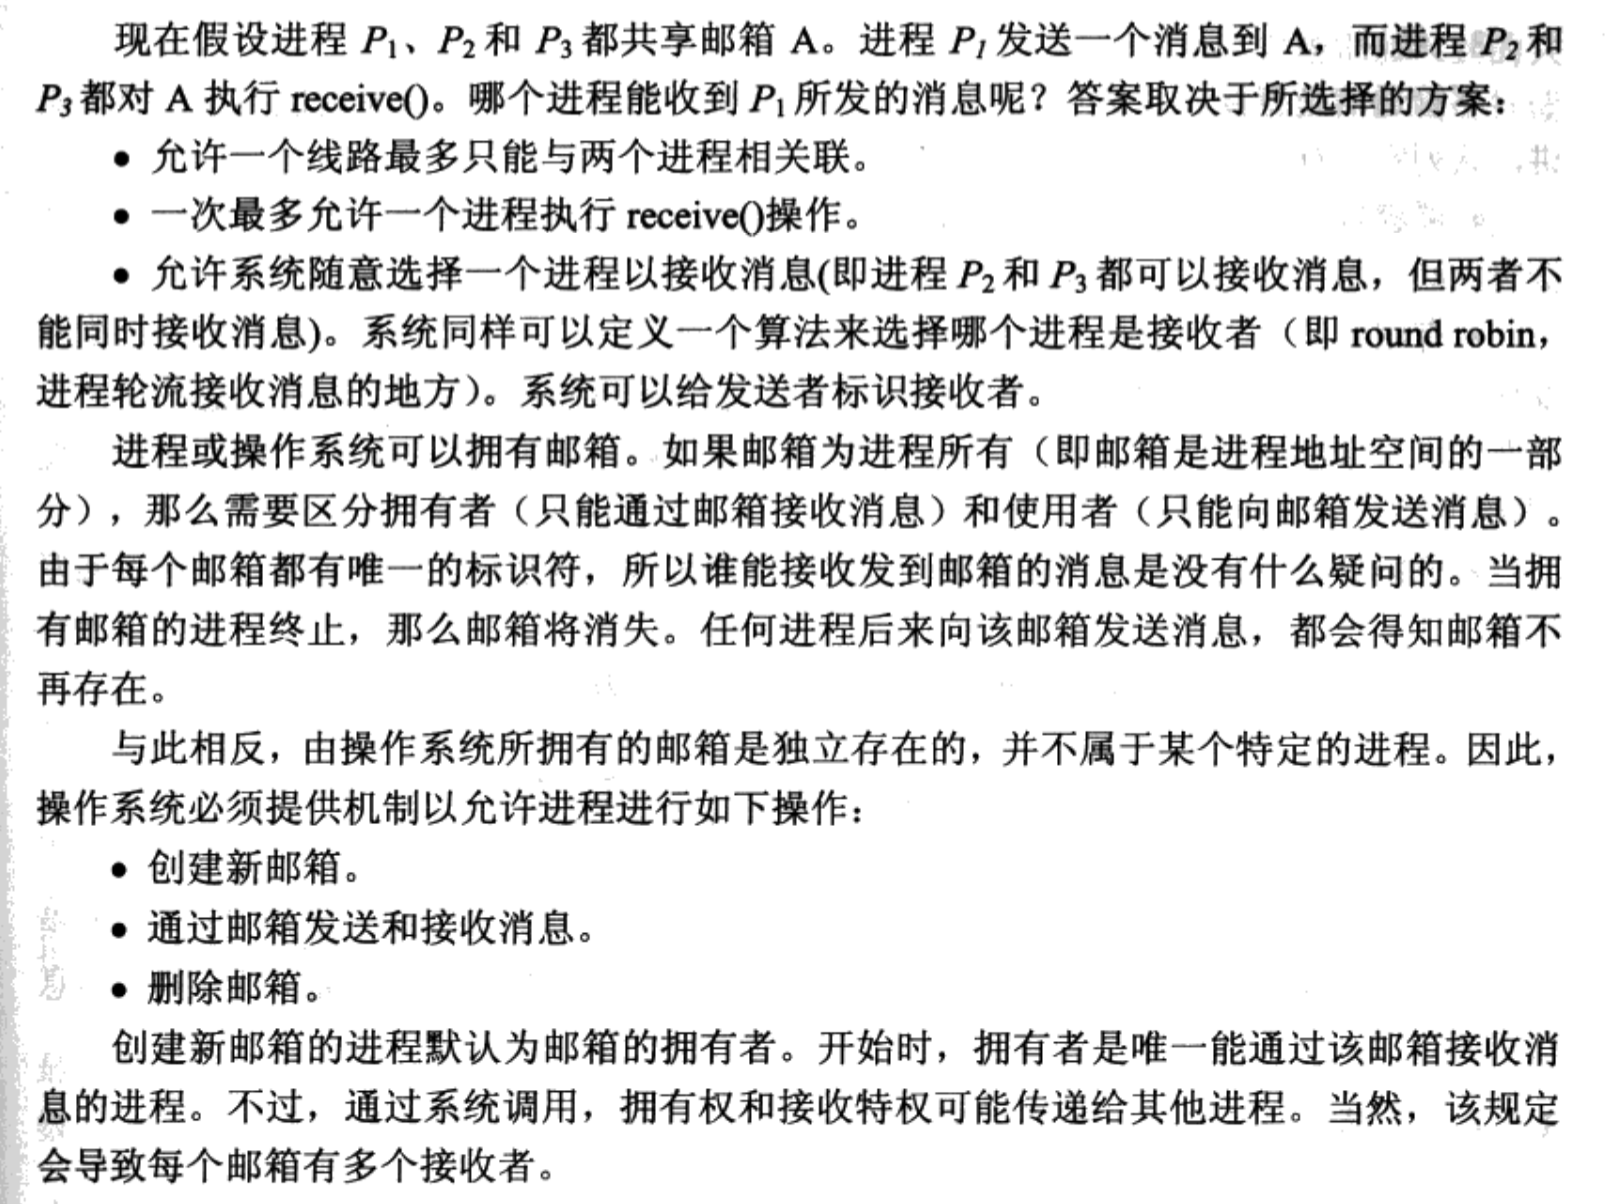 现在假设进程 P1、P2 和 P3 都共享邮箱 A。进程 P1 发送一个消息到 A，而进程 P2 和
P3 都对 A 执行 receive()。哪个进程能收到 P1 所发的消息呢？答案取决于所选择的方案：
● 允许一个线路最多只能与两个进程相关联。
● 一次最多允许一个进程执行 receive()操作。
● 允许系统随意选择一个进程以接收消息(即进程 P2 和 P3 都可以接收消息，但两者不
能同时接收消息)。系统同样可以定义一个算法来选择哪个进程是接收者（即 round robin，
进程轮流接收消息的地方）。系统可以给发送者标识接收者。
进程或操作系统可以拥有邮箱。如果邮箱为进程所有（即邮箱是进程地址空间的一部
分），那么需要区分拥有者（只能通过邮箱接收消息）和使用者（只能向邮箱发送消息）。
由于每个邮箱都有唯一的标识符，所以谁能接收发到邮箱的消息是没有什么疑问的。当拥
有邮箱的进程终止，那么邮箱将消失。任何进程后来向该邮箱发送消息，都会得知邮箱不
再存在。
与此相反，由操作系统所拥有的邮箱是独立存在的，并不属于某个特定的进程。因此，
操作系统必须提供机制以允许进程进行如下操作：
● 创建新邮箱。
● 通过邮箱发送和接收消息。
● 删除邮箱。
创建新邮箱的进程默认为邮箱的拥有者。开始时，拥有者是唯一能通过该邮箱接收消
息的进程。不过，通过系统调用，拥有权和接收特权可能传递给其他进程。当然，该规定
会导致每个邮箱有多个接收者。